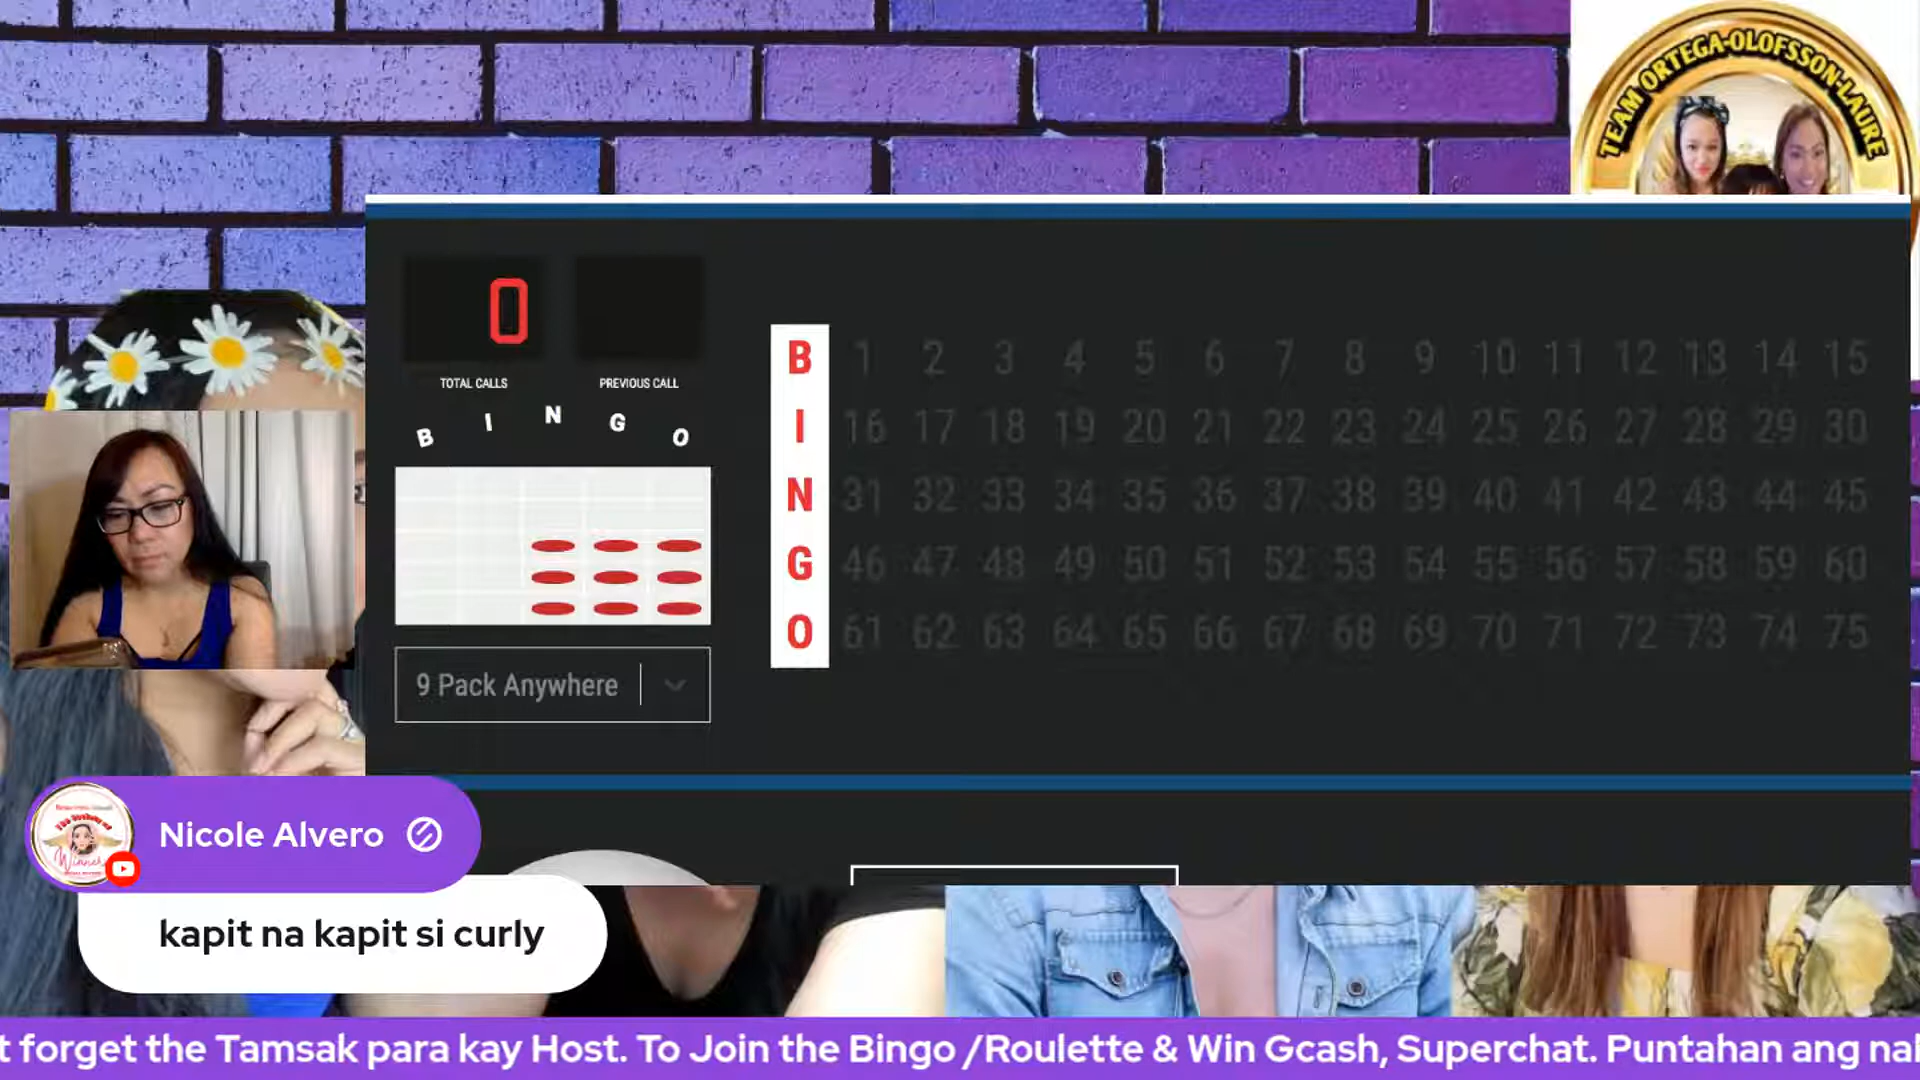 TEAM ORTEGA-OLOFSSON-LAURE
0
TOTAL CALLS
PREVIOUS CALL
B I N G O
9 Pack Anywhere
B 1 2 3 4 5 6 7 8 9 10 11 12 13 14 15
I 16 17 18 19 20 21 22 23 24 25 26 27 28 29 30
N 31 32 33 34 35 36 37 38 39 40 41 42 43 44 45
G 46 47 48 49 50 51 52 53 54 55 56 57 58 59 60
O 61 62 63 64 65 66 67 68 69 70 71 72 73 74 75
Nicole Alvero
kapit na kapit si curly
t forget the Tamsak para kay Host. To Join the Bingo /Roulette & Win Gcash, Superchat. Puntahan ang